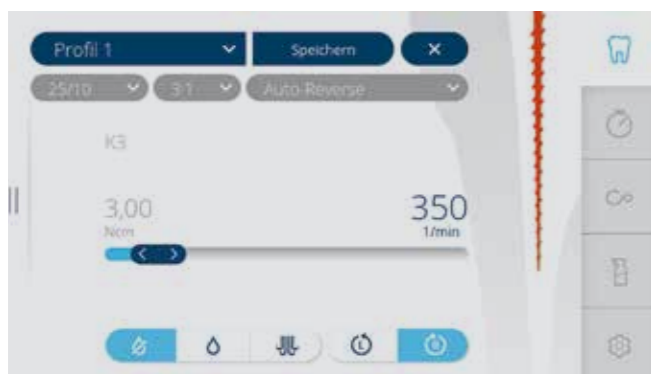 Profil 1 Speichern
25/10 3:1 Auto-Reverse
K3
3,00 350
Ncm 1/min
L R